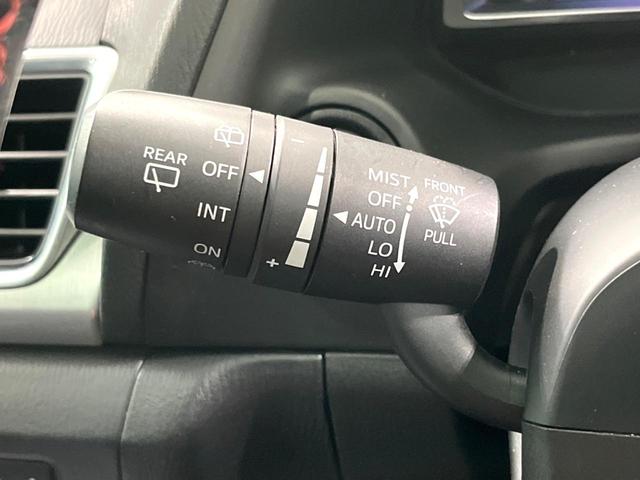 REAR
OFF
INT
ON
−
+
MIST
OFF
AUTO
LO
HI
FRONT
PULL